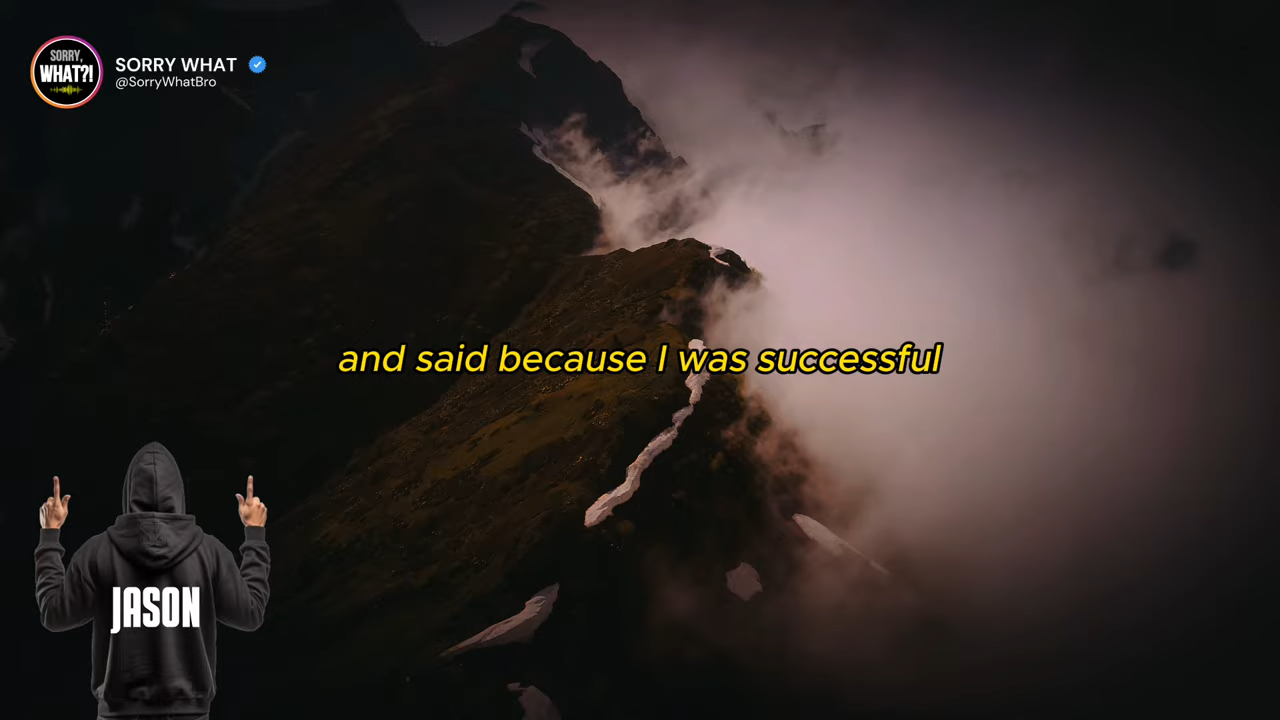 SORRY,
WHAT?!
SORRY WHAT
@SorryWhatBro
and said because I was successful
JASON